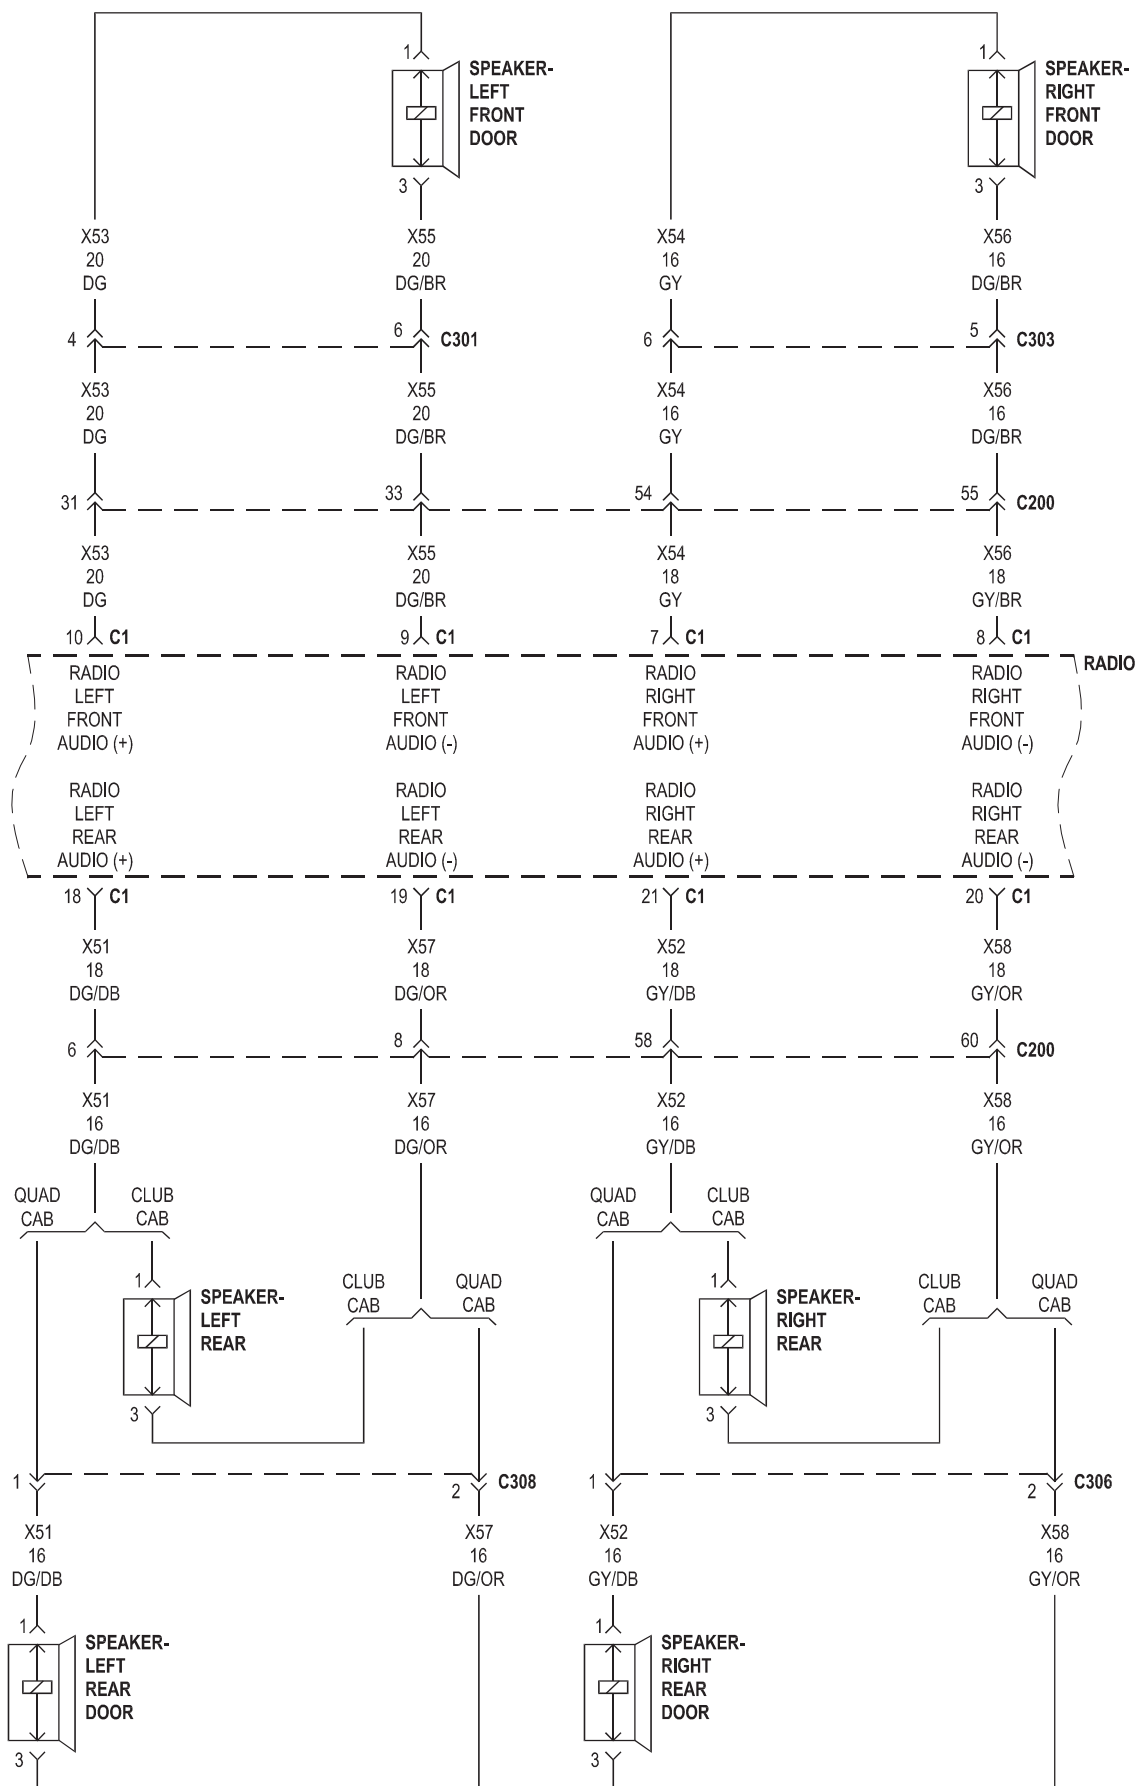 1 1
SPEAKER- SPEAKER-
LEFT RIGHT
FRONT FRONT
DOOR DOOR
3 3
X53 X55 X54 X56
20 20 16 16
DG DG/BR GY DG/BR
4 6 C301 6 5 C303
X53 X55 X54 X56
20 20 16 16
DG DG/BR GY DG/BR
31 33 54 55 C200
X53 X55 X54 X56
20 20 18 18
DG DG/BR GY GY/BR
10 C1 9 C1 7 C1 8 C1
RADIO
RADIO RADIO RADIO RADIO
LEFT LEFT RIGHT RIGHT
FRONT FRONT FRONT FRONT
AUDIO (+) AUDIO (-) AUDIO (+) AUDIO (-)
RADIO RADIO RADIO RADIO
LEFT LEFT RIGHT RIGHT
REAR REAR REAR REAR
AUDIO (+) AUDIO (-) AUDIO (+) AUDIO (-)
18 C1 19 C1 21 C1 20 C1
X51 X57 X52 X58
18 18 18 18
DG/DB DG/OR GY/DB GY/OR
6 8 58 60 C200
X51 X57 X52 X58
16 16 16 16
DG/DB DG/OR GY/DB GY/OR
QUAD CLUB QUAD CLUB
CAB CAB CAB CAB
1 CLUB QUAD 1 CLUB QUAD
SPEAKER- CAB CAB SPEAKER- CAB CAB
LEFT RIGHT
REAR REAR
3 3
1 2 C308 1 2 C306
X51 X57 X52 X58
16 16 16 16
DG/DB DG/OR GY/DB GY/OR
1 1
SPEAKER- SPEAKER-
LEFT RIGHT
REAR REAR
DOOR DOOR
3 3